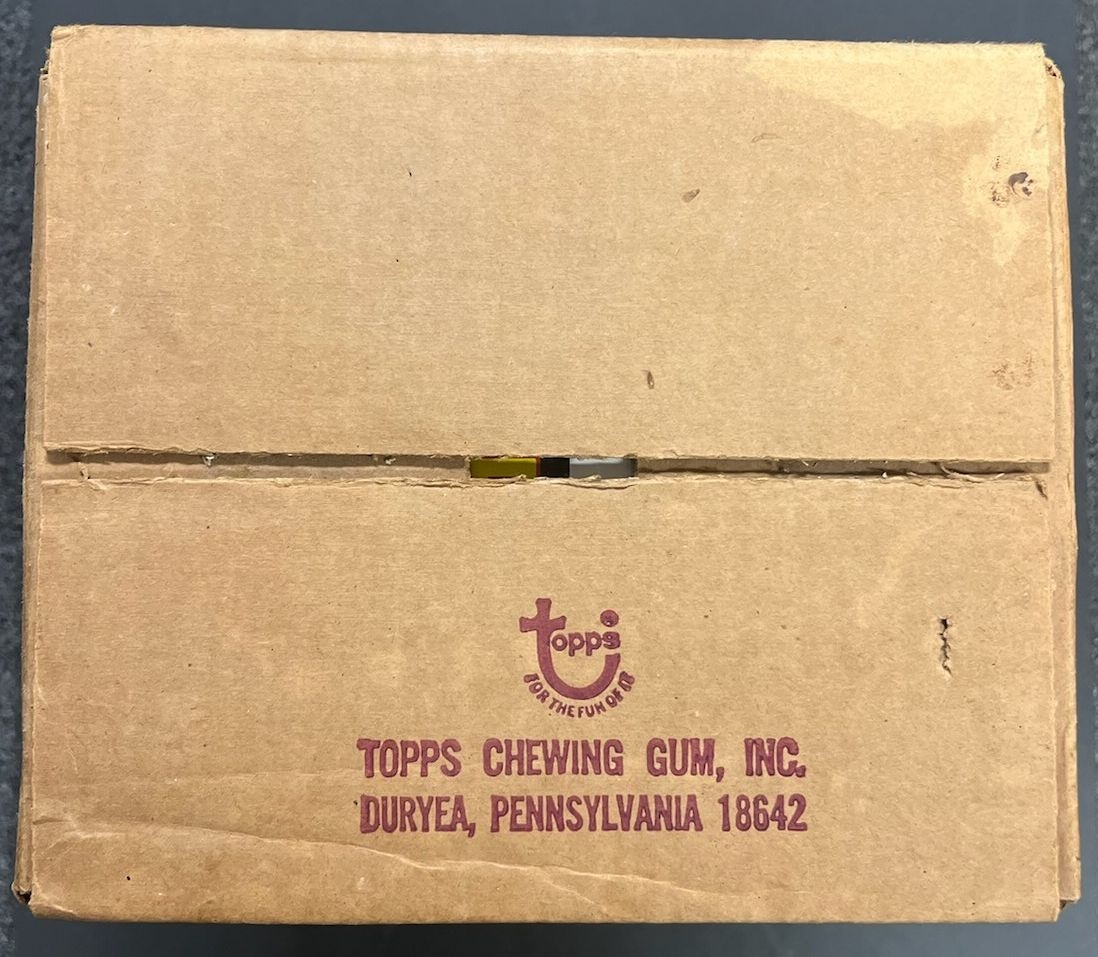 topps
FOR THE FUN OF IT
TOPPS CHEWING GUM, INC.
DURYEA, PENNSYLVANIA 18642